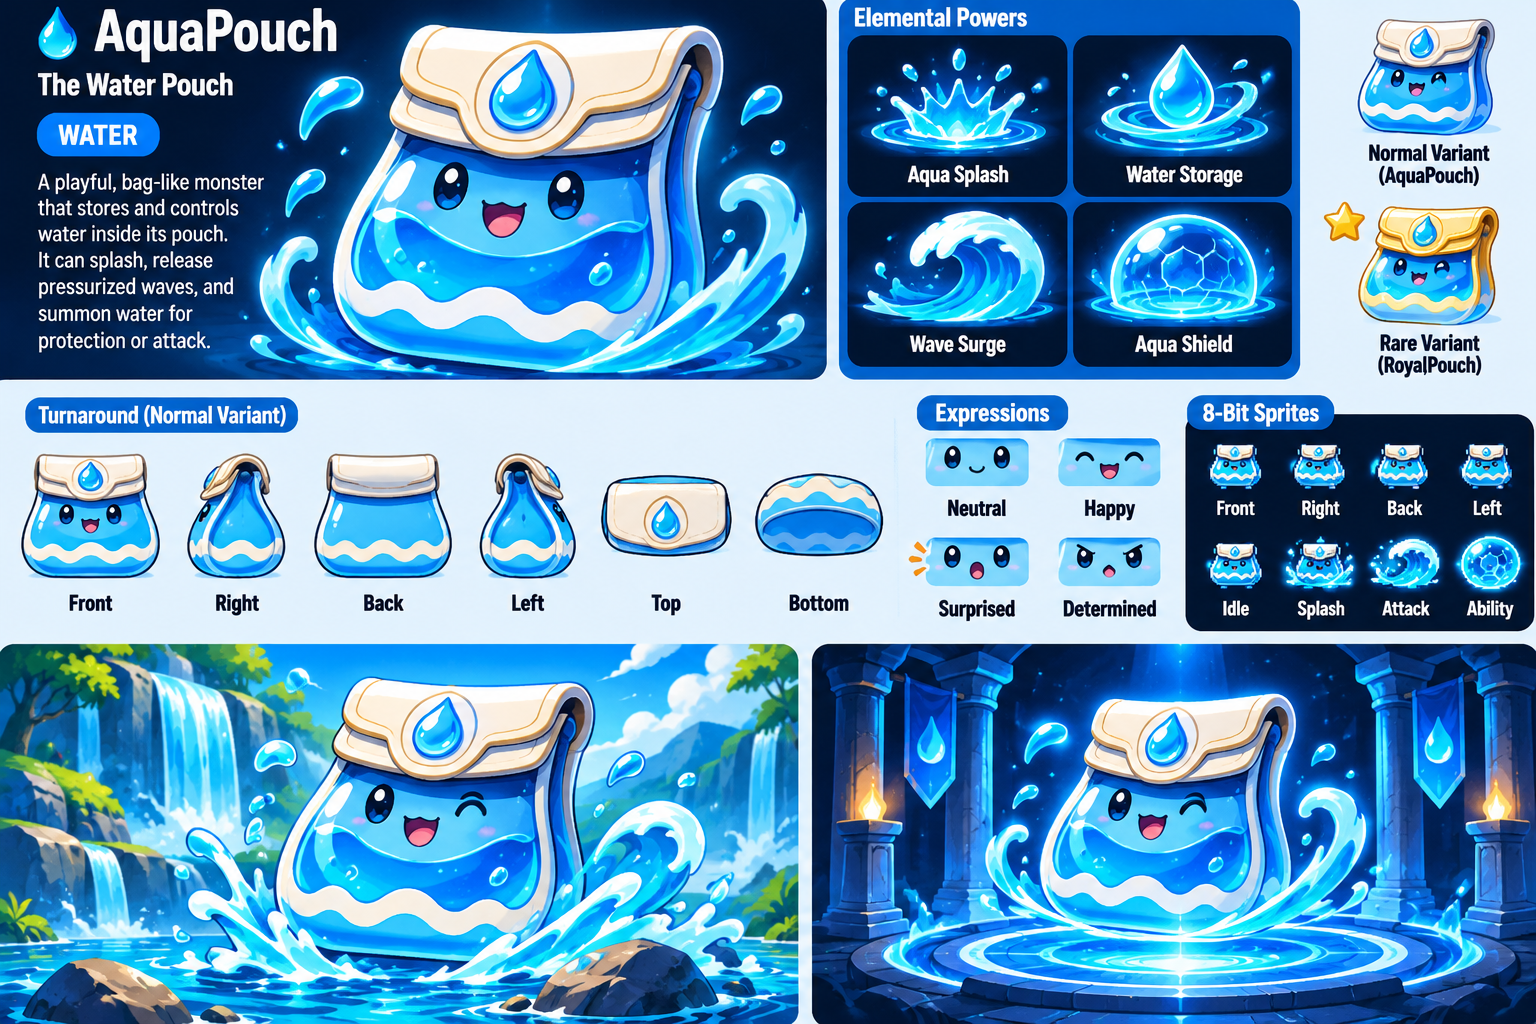 AquaPouch
The Water Pouch
WATER
A playful, bag-like monster
that stores and controls
water inside its pouch.
It can splash, release
pressurized waves, and
summon water for
protection or attack.
Elemental Powers
Aqua Splash
Water Storage
Wave Surge
Aqua Shield
Normal Variant
(AquaPouch)
Rare Variant
(RoyalPouch)
Turnaround (Normal Variant)
Front
Right
Back
Left
Top
Bottom
Expressions
Neutral
Happy
Surprised
Determined
8-Bit Sprites
Front
Right
Back
Left
Idle
Splash
Attack
Ability